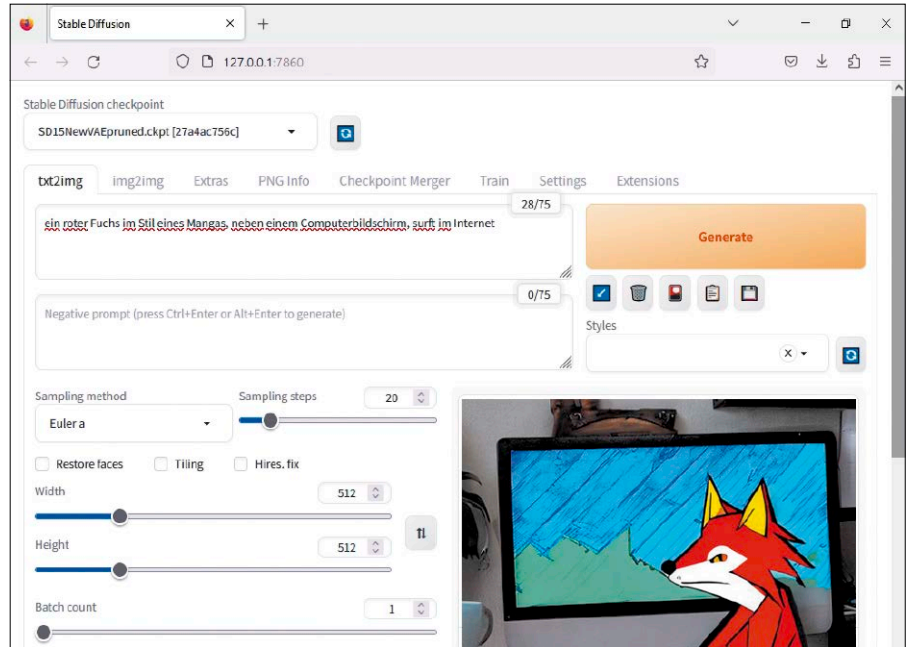 Stable Diffusion
127.0.0.1:7860
Stable Diffusion checkpoint
SD15NewVAEpruned.ckpt [27a4ac756c]
txt2img img2img Extras PNG Info Checkpoint Merger Train Settings Extensions
28/75
ein roter Fuchs im Stil eines Mangas, neben einem Computerbildschirm, surft im Internet
Generate
0/75
Negative prompt (press Ctrl+Enter or Alt+Enter to generate)
Styles
X
Sampling method Sampling steps 20
Euler a
Restore faces Tiling Hires. fix
Width 512
Height 512
Batch count 1